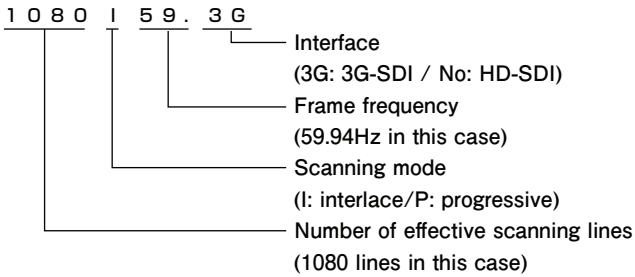 1080I59.3G
Interface
(3G: 3G-SDI / No: HD-SDI)
Frame frequency
(59.94Hz in this case)
Scanning mode
(I: interlace/P: progressive)
Number of effective scanning lines
(1080 lines in this case)